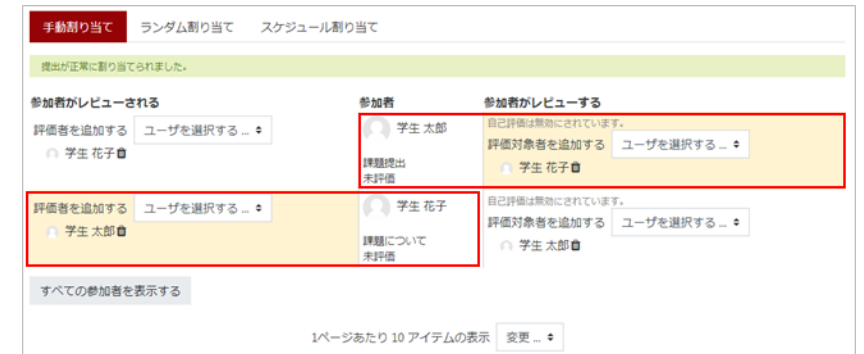 手動割り当て ランダム割り当て スケジュール割り当て
提出が正常に割り当てられました。
参加者がレビューされる 参加者 参加者がレビューする
評価者を追加する ユーザを選択する ...
学生 花子
学生 太郎
課題提出
未評価
自己評価は無効にされています。
評価対象者を追加する ユーザを選択する ...
学生 花子
評価者を追加する ユーザを選択する ...
学生 太郎
学生 花子
課題について
未評価
自己評価は無効にされています。
評価対象者を追加する ユーザを選択する ...
学生 太郎
すべての参加者を表示する
1ページあたり 10 アイテムの表示 変更 ...